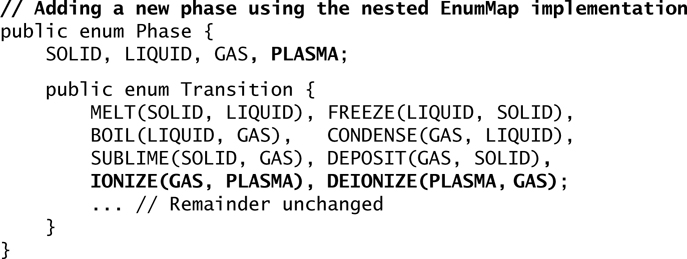 // Adding a new phase using the nested EnumMap implementation
public enum Phase {
    SOLID, LIQUID, GAS, PLASMA;
    public enum Transition {
        MELT(SOLID, LIQUID), FREEZE(LIQUID, SOLID),
        BOIL(LIQUID, GAS),   CONDENSE(GAS, LIQUID),
        SUBLIME(SOLID, GAS), DEPOSIT(GAS, SOLID),
        IONIZE(GAS, PLASMA), DEIONIZE(PLASMA, GAS);
        ... // Remainder unchanged
    }
}